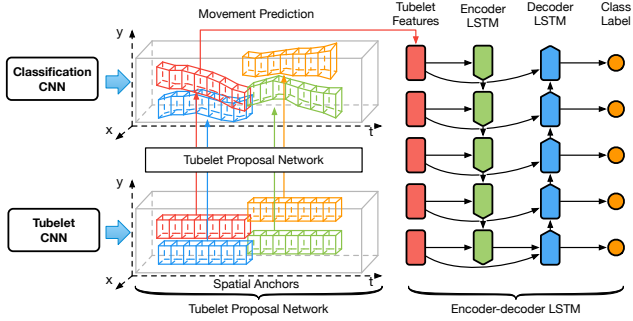 Movement Prediction
Tubelet
Features
Encoder
LSTM
Decoder
LSTM
Class
Label
y
Classification
CNN
x
t
Tubelet Proposal Network
y
Tubelet
CNN
x
t
Spatial Anchors
Tubelet Proposal Network
Encoder-decoder LSTM